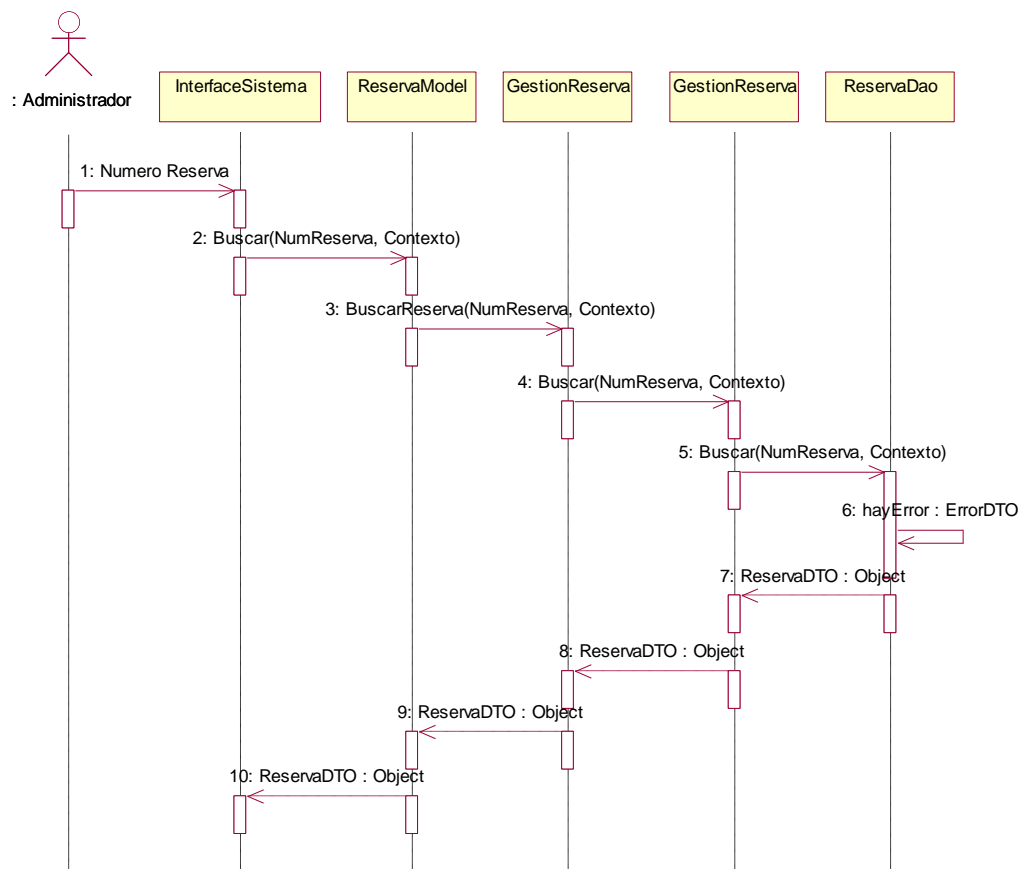 : Administrador
InterfaceSistema
ReservaModel
GestionReserva
GestionReserva
ReservaDao
1: Numero Reserva
2: Buscar(NumReserva, Contexto)
3: BuscarReserva(NumReserva, Contexto)
4: Buscar(NumReserva, Contexto)
5: Buscar(NumReserva, Contexto)
6: hayError : ErrorDTO
7: ReservaDTO : Object
8: ReservaDTO : Object
9: ReservaDTO : Object
10: ReservaDTO : Object